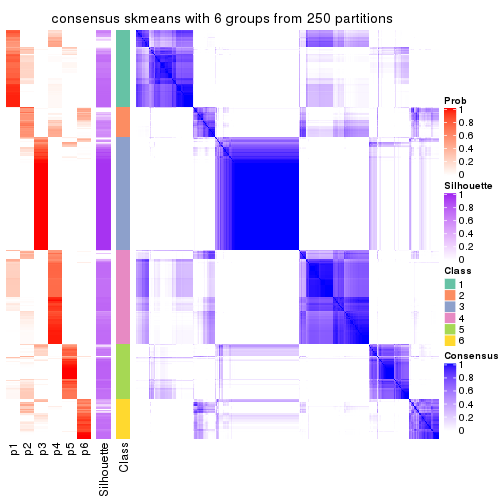 consensus skmeans with 6 groups from 250 partitions
Prob
1
0.8
0.6
0.4
0.2
0
Silhouette
1
0.8
0.6
0.4
0.2
0
Class
1
2
3
4
5
6
Consensus
1
0.8
0.6
0.4
0.2
0
p1
p2
p3
p4
p5
p6
Silhouette
Class